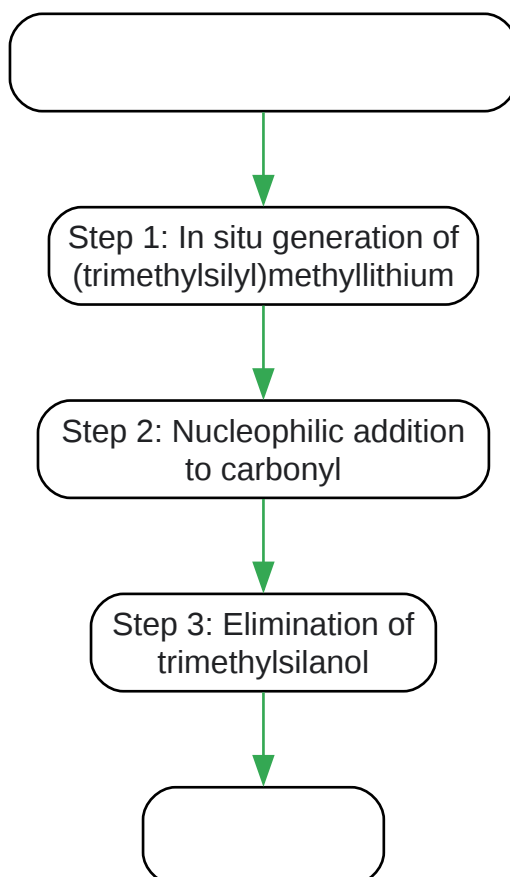 Step 1: In situ generation of
(trimethylsilyl)methyllithium
Step 2: Nucleophilic addition
to carbonyl
Step 3: Elimination of
trimethylsilanol